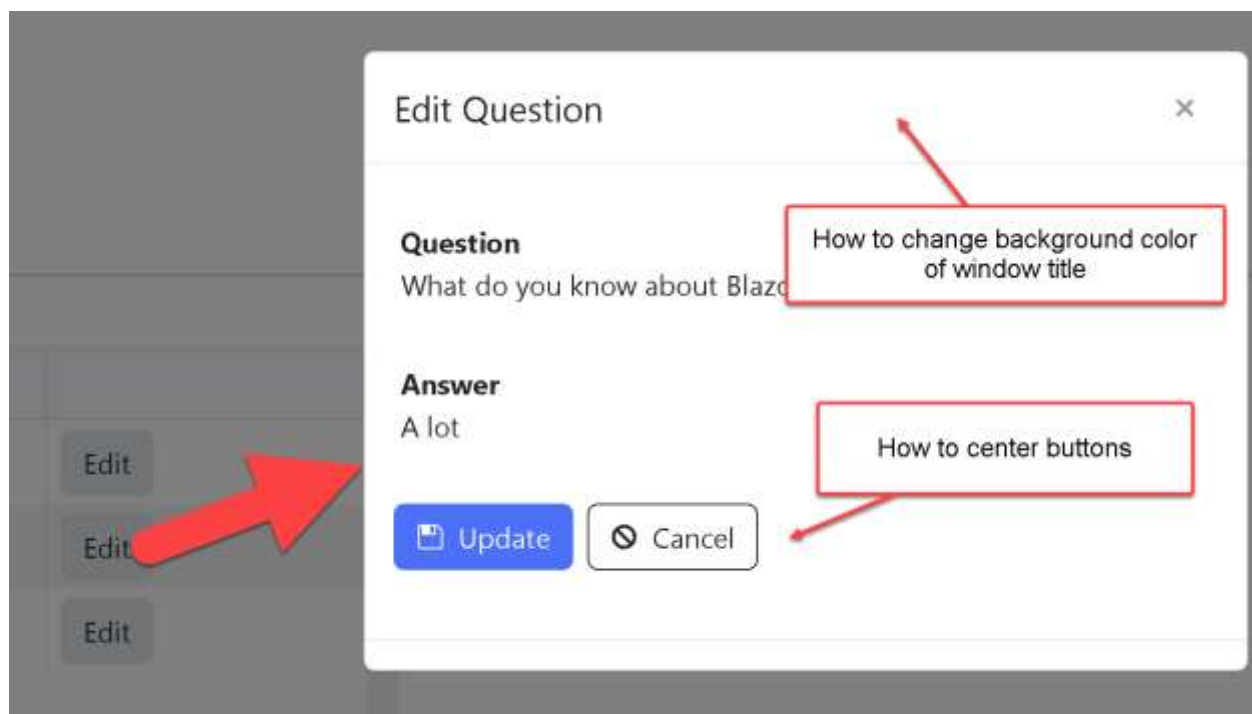 Edit Question
×
How to change background color
of window title
Question
What do you know about
Answer
A lot
How to center buttons
Edit
Edit
Edit
Update
Cancel